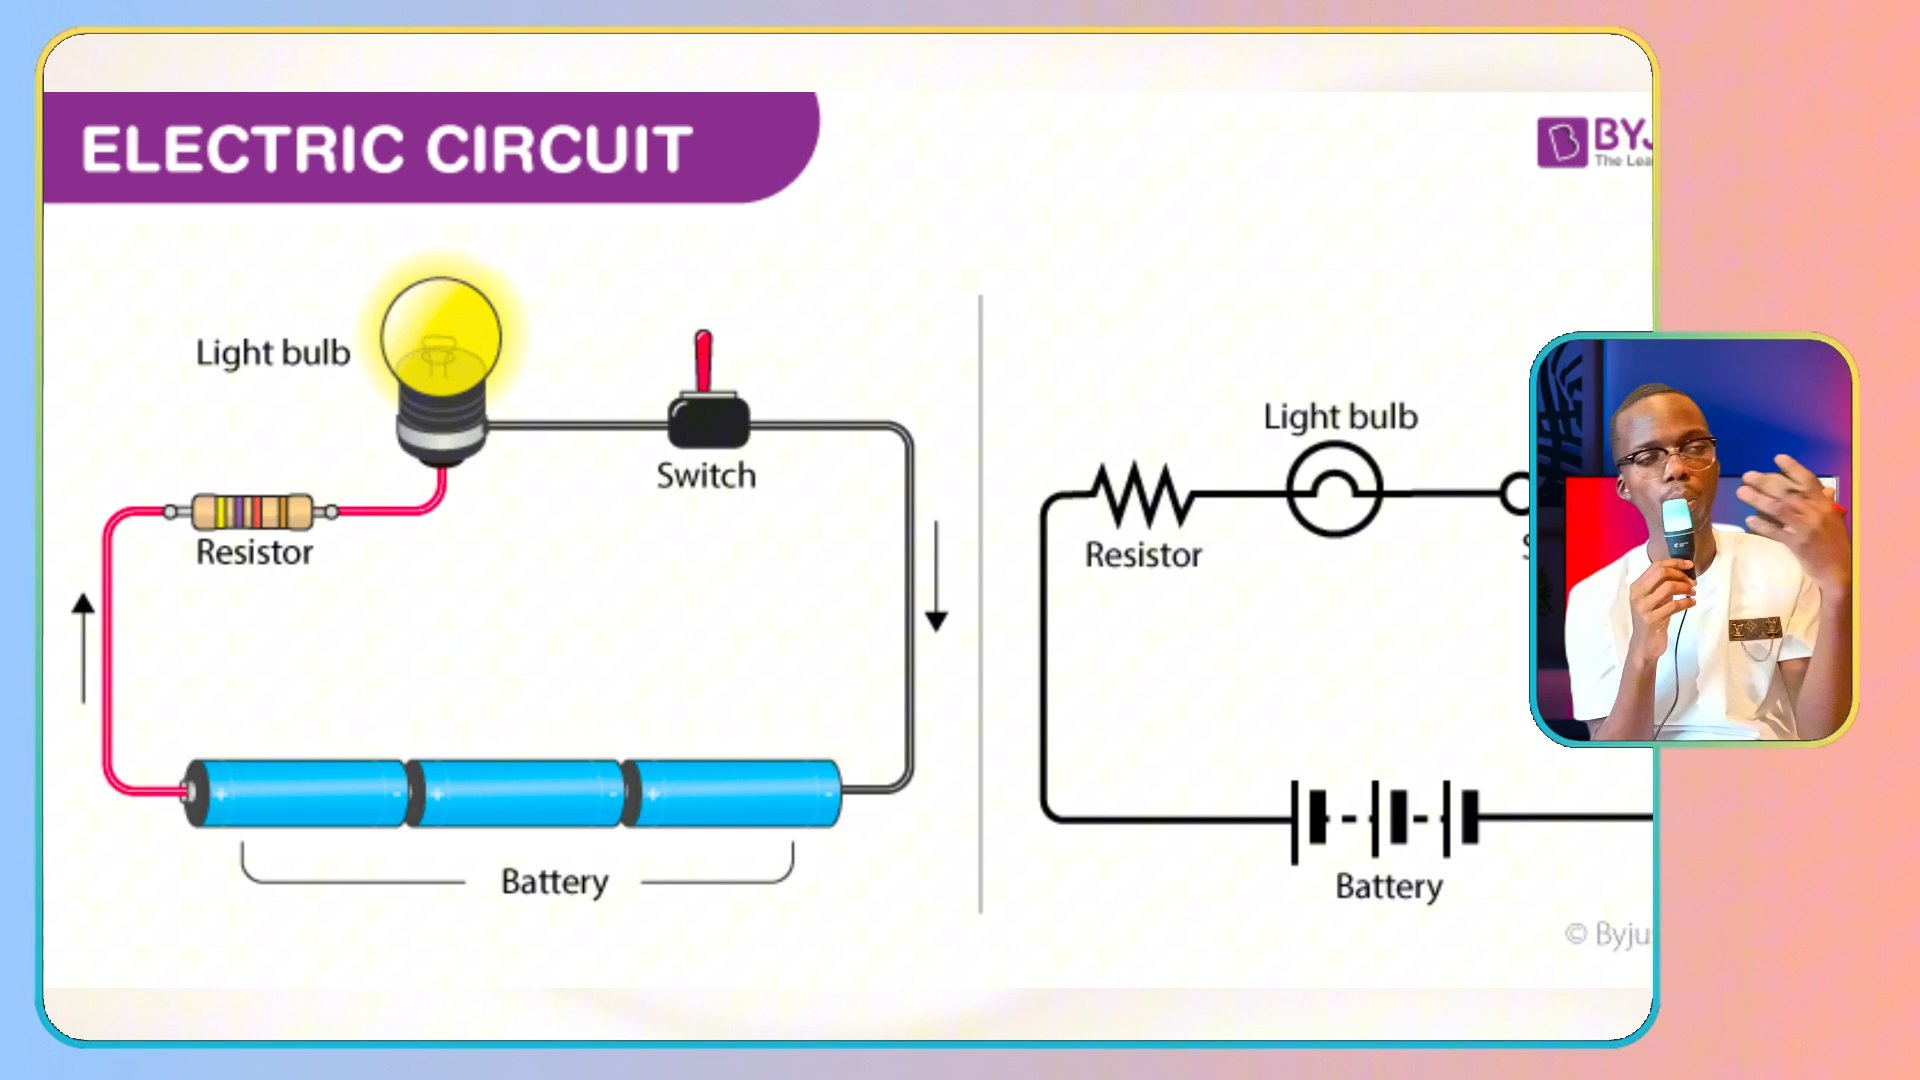 ELECTRIC CIRCUIT
BYJ
The Lea
Light bulb
Switch
Resistor
+ - + - + -
Battery
Light bulb
Resistor
S
Battery
© Byju